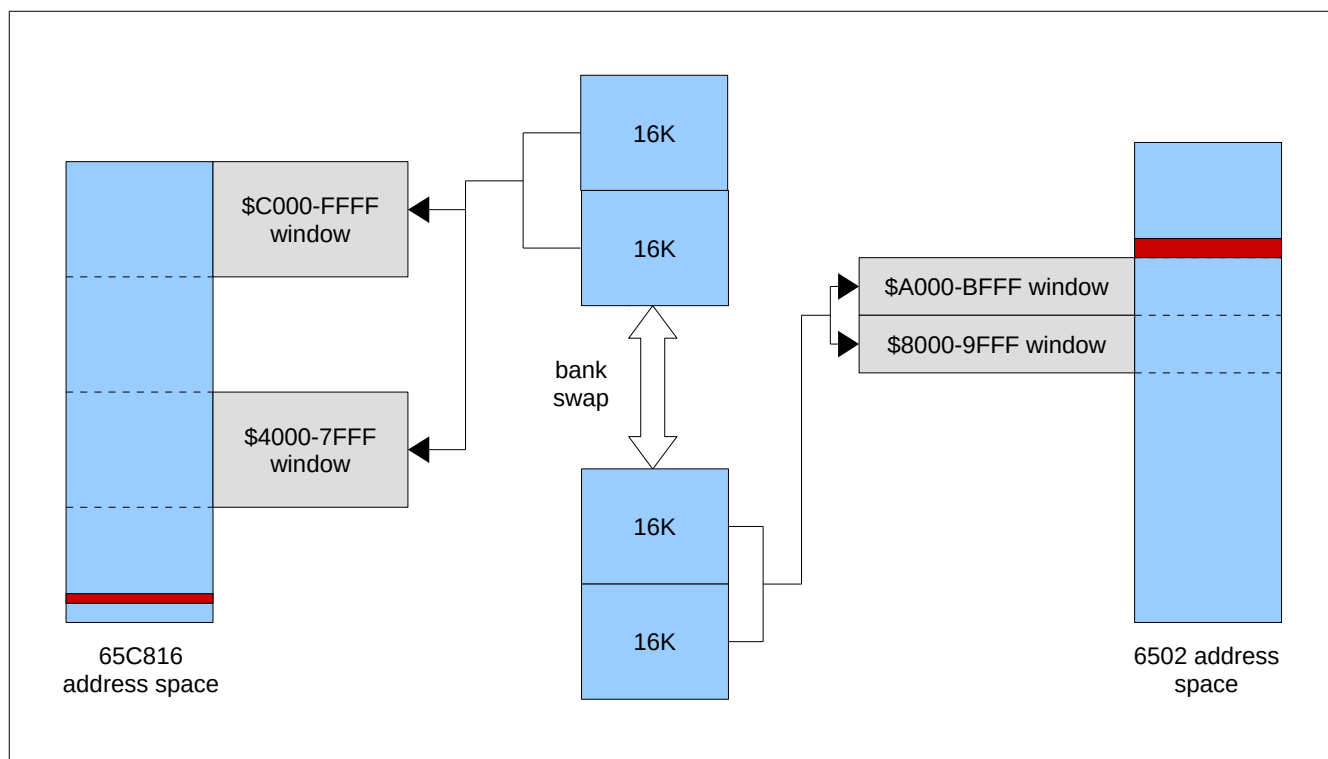 16K
16K
$C000-FFFF
window
$A000-BFFF window
$8000-9FFF window
bank
swap
$4000-7FFF
window
16K
16K
65C816
address space
6502 address
space